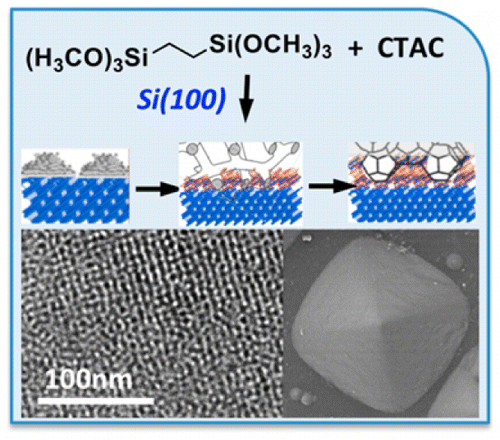 (H3CO)3Si Si(OCH3)3 + CTAC
Si(100)
100nm